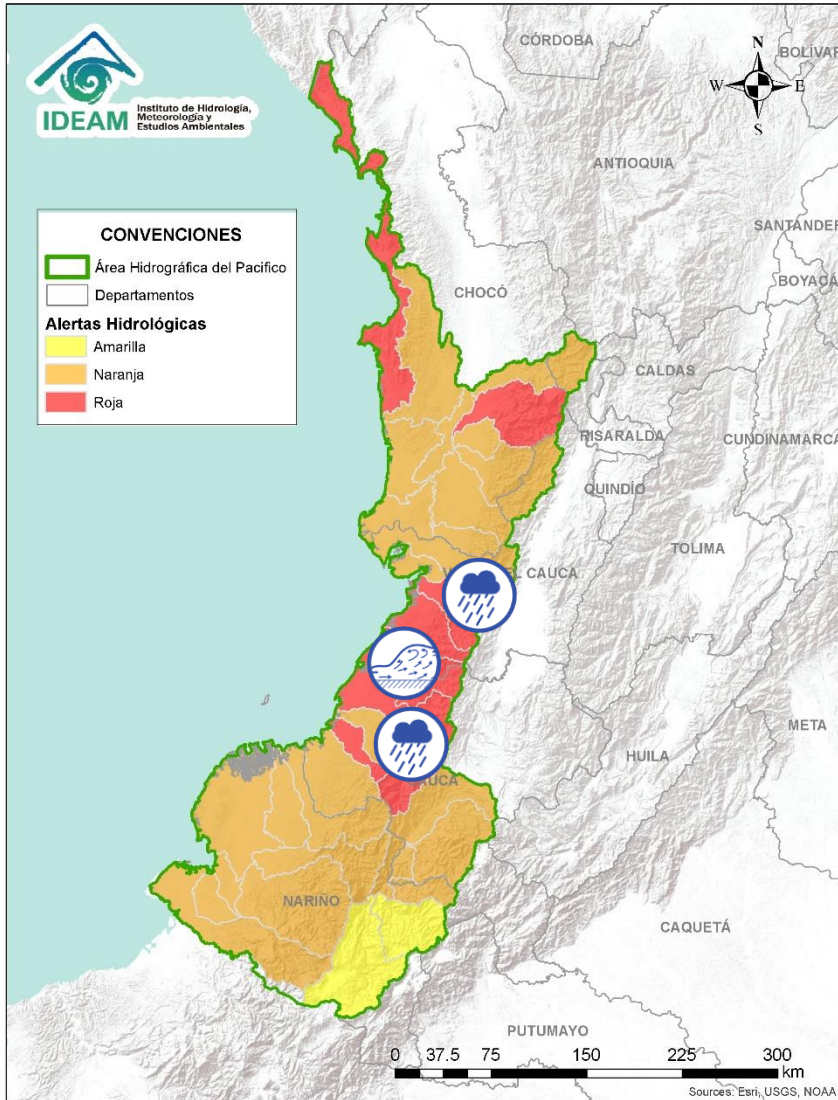 IDEAM
Instituto de Hidrología,
Meteorología y
Estudios Ambientales
CÓRDOBA
BOLÍVAR
N
W
E
S
ANTIOQUIA
SANTANDER
BOYACÁ
CONVENCIONES
Área Hidrográfica del Pacifico
Departamentos
Alertas Hidrológicas
Amarilla
Naranja
Roja
CHOCÓ
CALDAS
RISARALDA
CUNDINAMARCA
QUINDÍO
TOLIMA
CAUCA
META
HUILA
NARIÑO
CAQUETÁ
PUTUMAYO
0 37.5 75 150 225 300
km
Sources: Esri, USGS, NOAA